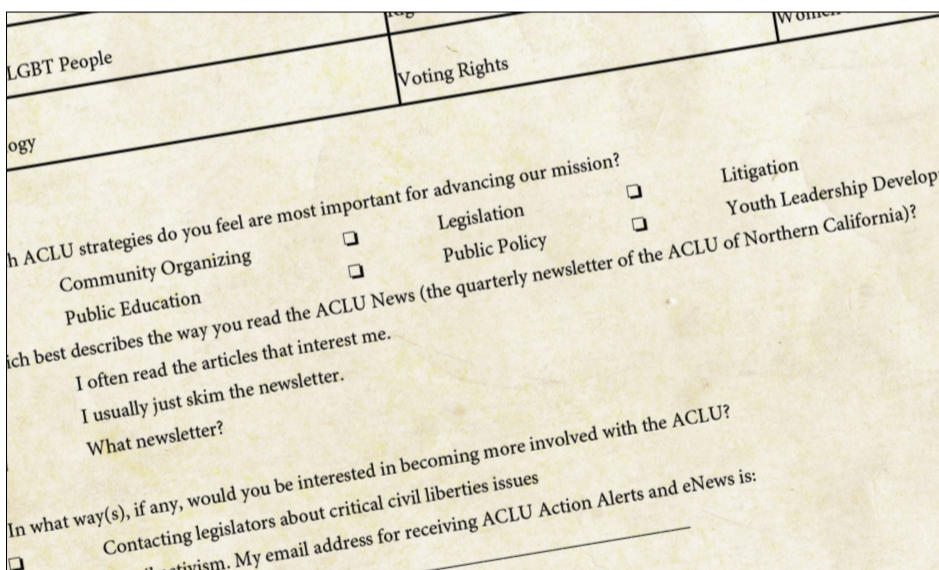 LGBT People
Voting Rights
ogy
h ACLU strategies do you feel are most important for advancing our mission?
Community Organizing ❏ Legislation ❏ Litigation
Public Education ❏ Public Policy ❏ Youth Leadership Develop
ich best describes the way you read the ACLU News (the quarterly newsletter of the ACLU of Northern California)?
I often read the articles that interest me.
I usually just skim the newsletter.
What newsletter?
In what way(s), if any, would you be interested in becoming more involved with the ACLU?
❏ Contacting legislators about critical civil liberties issues
activism. My email address for receiving ACLU Action Alerts and eNews is: